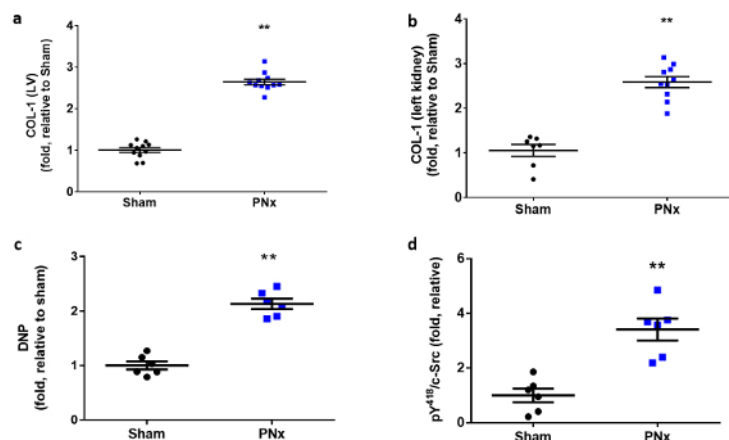 a
COL-1 (LV)
(fold, relative to Sham)
4
3
2
1
0
**
Sham
PNx
b
COL-1 (left kidney)
(fold, relative to Sham)
4
3
2
1
0
**
Sham
PNx
c
DNP
(fold, relative to sham)
3
2
1
0
**
Sham
PNx
d
pY⁴¹⁸/c-Src (fold, relative)
6
4
2
0
**
Sham
PNx